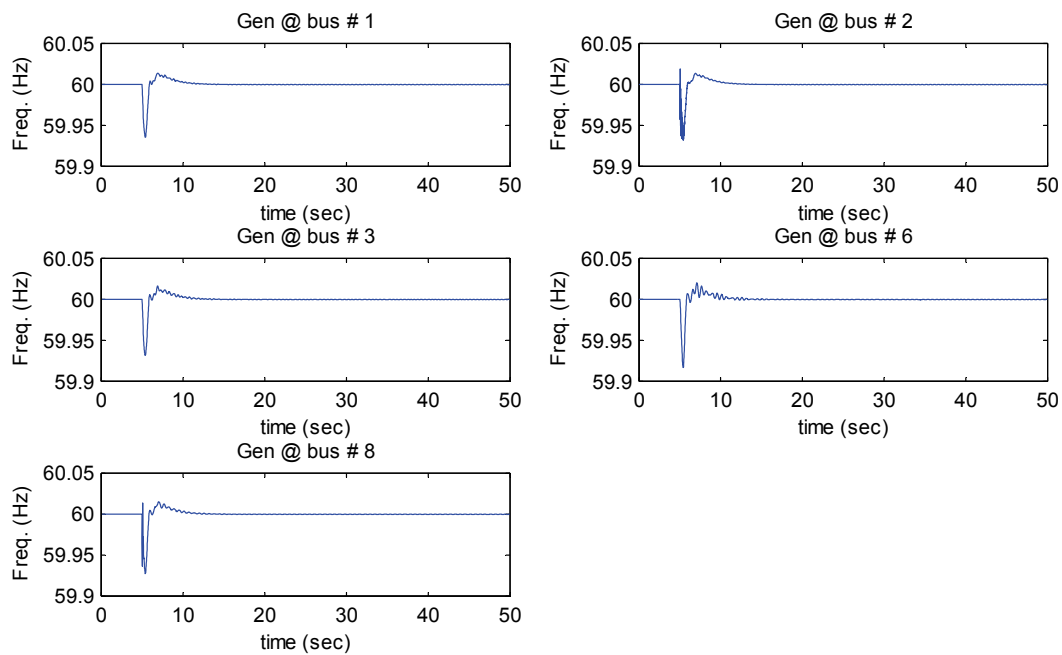 Gen @ bus # 1
60.05
60
59.95
59.9
Freq. (Hz)
0 10 20 30 40 50
time (sec)
Gen @ bus # 2
60.05
60
59.95
59.9
Freq. (Hz)
0 10 20 30 40 50
time (sec)
Gen @ bus # 3
60.05
60
59.95
59.9
Freq. (Hz)
0 10 20 30 40 50
time (sec)
Gen @ bus # 6
60.05
60
59.95
59.9
Freq. (Hz)
0 10 20 30 40 50
time (sec)
Gen @ bus # 8
60.05
60
59.95
59.9
Freq. (Hz)
0 10 20 30 40 50
time (sec)